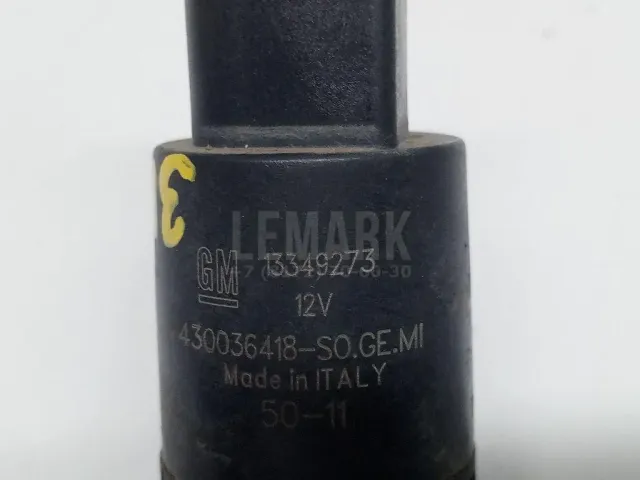 3
LEMARK
GM 13349273
12V
430036418-SO.GE.MI
Made in ITALY
50-11